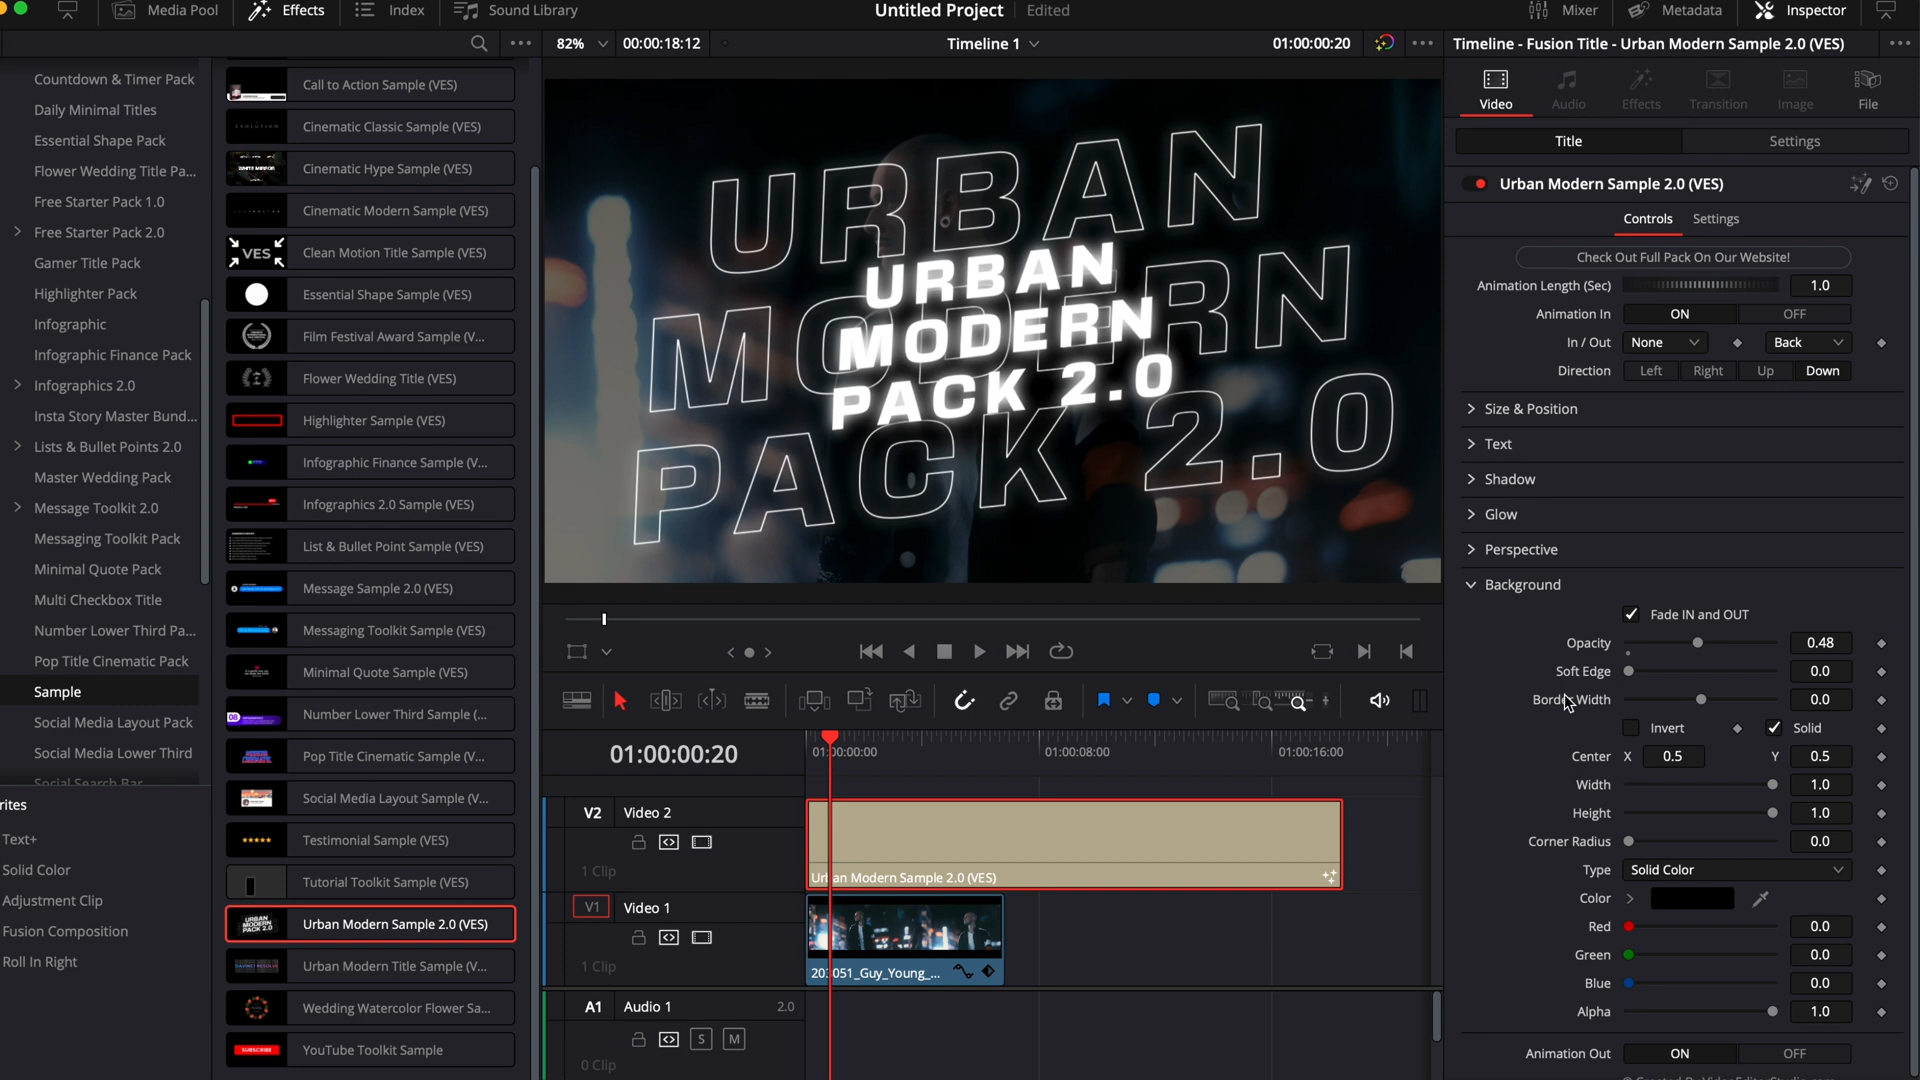 Media Pool
Effects
Index
Sound Library
Untitled Project
Edited
Mixer
Metadata
Inspector
82%
00:00:18:12
Timeline 1
01:00:00:20
Timeline - Fusion Title - Urban Modern Sample 2.0 (VES)
Countdown & Timer Pack
Daily Minimal Titles
Essential Shape Pack
Flower Wedding Title Pa...
Free Starter Pack 1.0
Free Starter Pack 2.0
Gamer Title Pack
Highlighter Pack
Infographic
Infographic Finance Pack
Infographics 2.0
Insta Story Master Bund...
Lists & Bullet Points 2.0
Master Wedding Pack
Message Toolkit 2.0
Messaging Toolkit Pack
Minimal Quote Pack
Multi Checkbox Title
Number Lower Third Pa...
Pop Title Cinematic Pack
Sample
Social Media Layout Pack
Social Media Lower Third
Social Search Bar
rites
Text+
Solid Color
Adjustment Clip
Fusion Composition
Roll In Right
Call to Action Sample (VES)
Cinematic Classic Sample (VES)
Cinematic Hype Sample (VES)
Cinematic Modern Sample (VES)
VES
Clean Motion Title Sample (VES)
Essential Shape Sample (VES)
Film Festival Award Sample (V...
Flower Wedding Title (VES)
Highlighter Sample (VES)
Infographic Finance Sample (V...
Infographics 2.0 Sample (VES)
List & Bullet Point Sample (VES)
Message Sample 2.0 (VES)
Messaging Toolkit Sample (VES)
Minimal Quote Sample (VES)
08
Number Lower Third Sample (...
Pop Title Cinematic Sample (V...
Social Media Layout Sample (V...
Testimonial Sample (VES)
Tutorial Toolkit Sample (VES)
URBAN
MODERN
PACK 2.0
Urban Modern Sample 2.0 (VES)
Urban Modern Title Sample (V...
Wedding Watercolor Flower Sa...
SUBSCRIBE
YouTube Toolkit Sample
URBAN
MODERN
PACK 2.0
URBAN
MODERN
PACK 2.0
01:00:00:20
01:00:00:00
01:00:08:00
01:00:16:00
V2
Video 2
1 Clip
Urban Modern Sample 2.0 (VES)
V1
Video 1
1 Clip
203051_Guy_Young_...
A1
Audio 1
2.0
S
M
0 Clip
Video
Audio
Effects
Transition
Image
File
Title
Settings
Urban Modern Sample 2.0 (VES)
Controls
Settings
Check Out Full Pack On Our Website!
Animation Length (Sec)
1.0
Animation In
ON
OFF
In / Out
None
Back
Direction
Left
Right
Up
Down
Size & Position
Text
Shadow
Glow
Perspective
Background
Fade IN and OUT
Opacity
0.48
Soft Edge
0.0
Border Width
0.0
Invert
Solid
Center
X
0.5
Y
0.5
Width
1.0
Height
1.0
Corner Radius
0.0
Type
Solid Color
Color
Red
0.0
Green
0.0
Blue
0.0
Alpha
1.0
Animation Out
ON
OFF